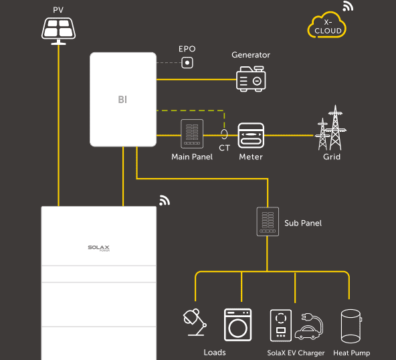 PV
X-
CLOUD
EPO
Generator
BI
CT
Main Panel
Meter
Grid
SOLAX
Sub Panel
Loads
SolaX EV Charger
Heat Pump